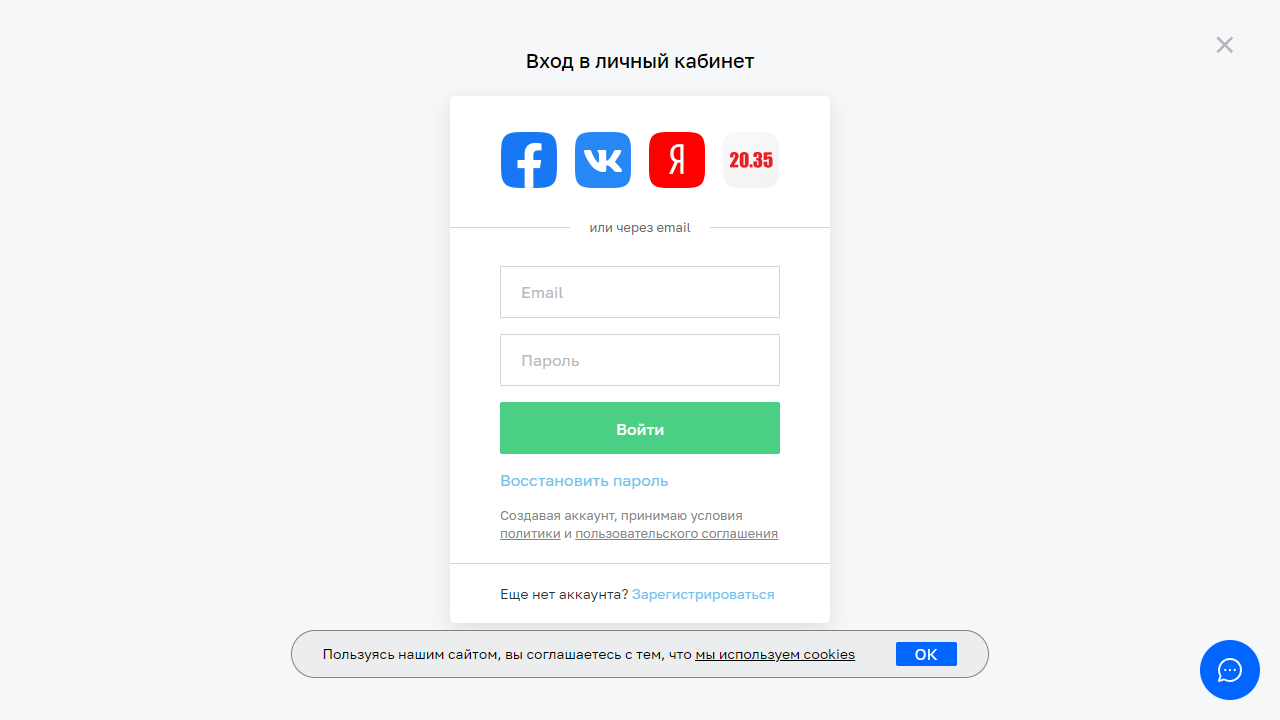 Вход в личный кабинет
Я
20.35
или через email
Email
Пароль
Войти
Восстановить пароль
Создавая аккаунт, принимаю условия
политики и пользовательского соглашения
Еще нет аккаунта? Зарегистрироваться
Пользуясь нашим сайтом, вы соглашаетесь с тем, что мы используем cookies
OK